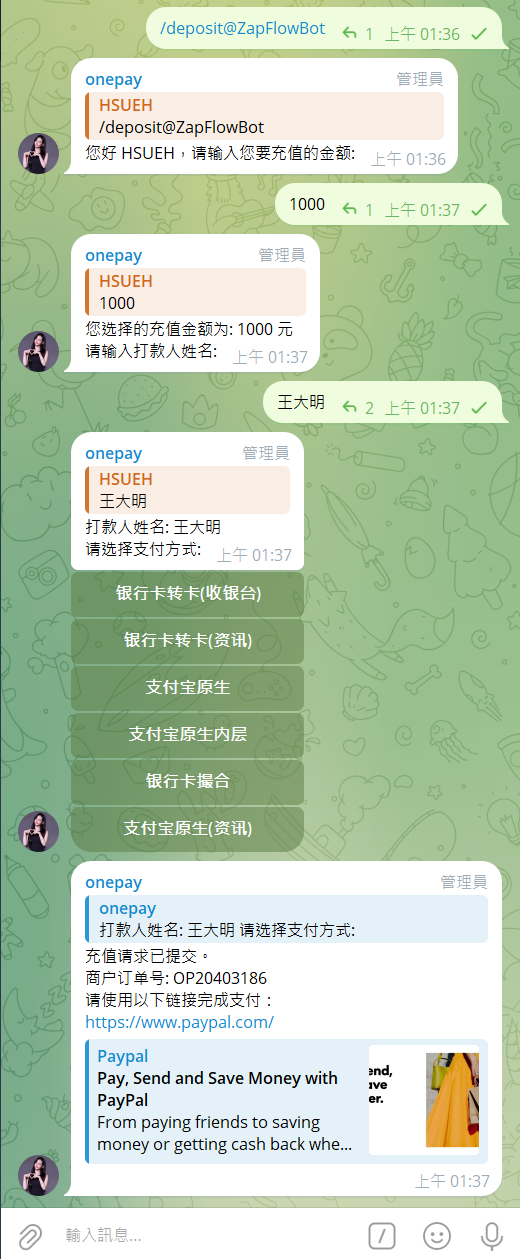 /deposit@ZapFlowBot 1 上午 01:36
onepay 管理員
HSUEH
/deposit@ZapFlowBot
您好 HSUEH，请输入您要充值的金额: 上午 01:36
1000 1 上午 01:37
onepay 管理員
HSUEH
1000
您选择的充值金额为: 1000 元
请输入打款人姓名: 上午 01:37
王大明 2 上午 01:37
onepay 管理員
HSUEH
王大明
打款人姓名: 王大明
请选择支付方式: 上午 01:37
银行卡转卡(收银台)
银行卡转卡(资讯)
支付宝原生
支付宝原生内层
银行卡撮合
支付宝原生(资讯)
onepay 管理員
onepay
打款人姓名: 王大明 请选择支付方式:
充值请求已提交。
商户订单号: OP20403186
请使用以下链接完成支付：
https://www.paypal.com/
Paypal
Pay, Send and Save Money with
PayPal
From paying friends to saving
money or getting cash back whe...
end,
ave
er.
上午 01:37
輸入訊息...